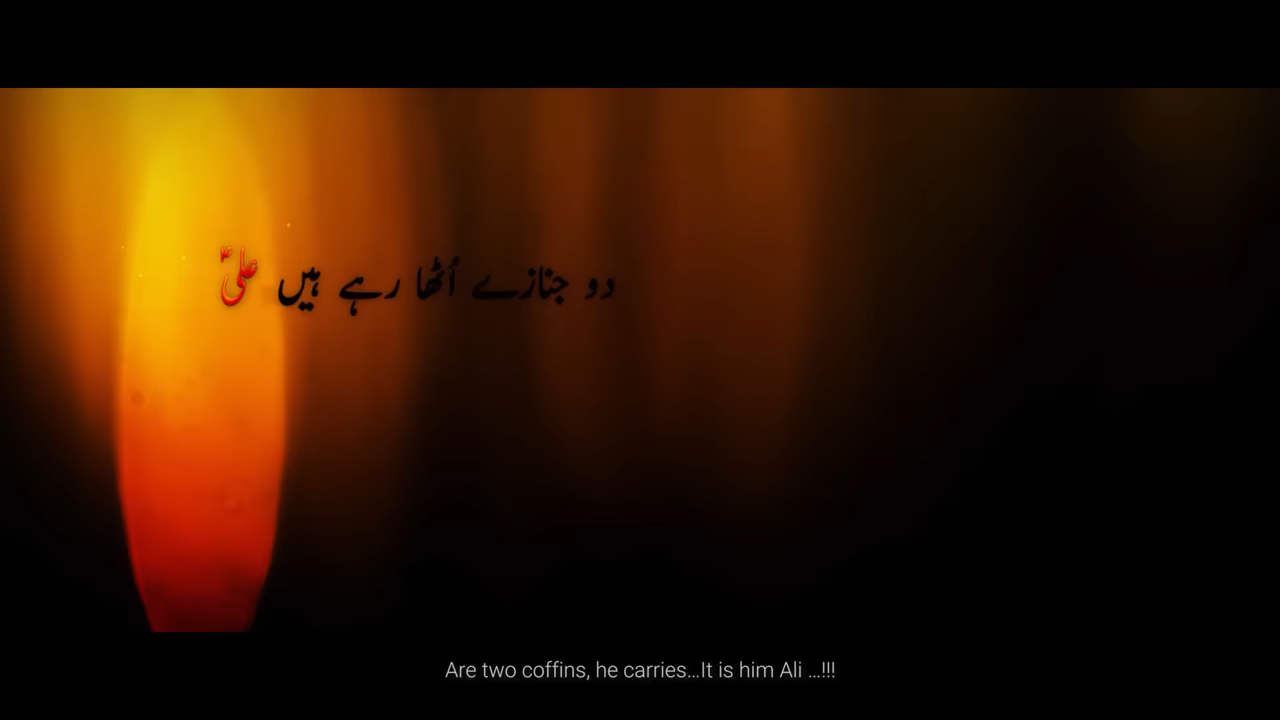 دو جنازے اُٹھا رہے ہیں علیؑ
Are two coffins, he carries...It is him Ali ...!!!